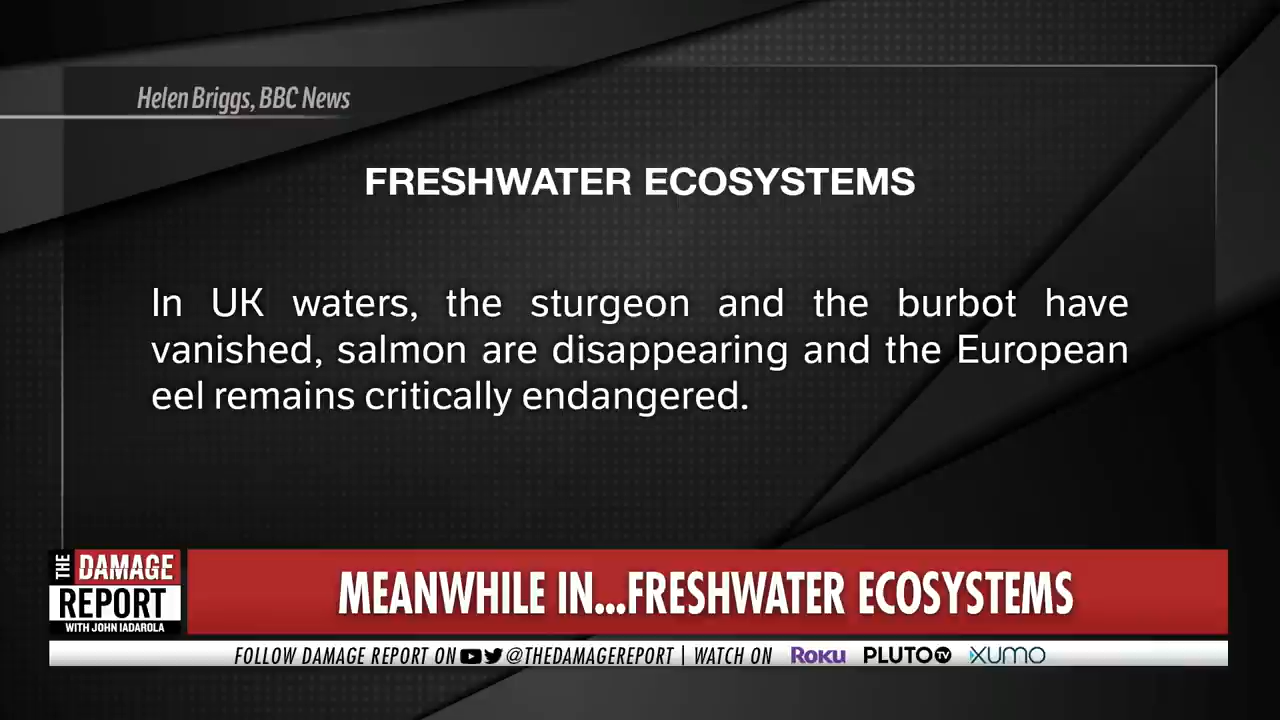 Helen Briggs, BBC News
FRESHWATER ECOSYSTEMS
In UK waters, the sturgeon and the burbot have
vanished, salmon are disappearing and the European
eel remains critically endangered.
THE DAMAGE
REPORT
WITH JOHN IADAROLA
MEANWHILE IN...FRESHWATER ECOSYSTEMS
FOLLOW DAMAGE REPORT ON @THEDAMAGEREPORT | WATCH ON ROKU PLUTO TV XUMO